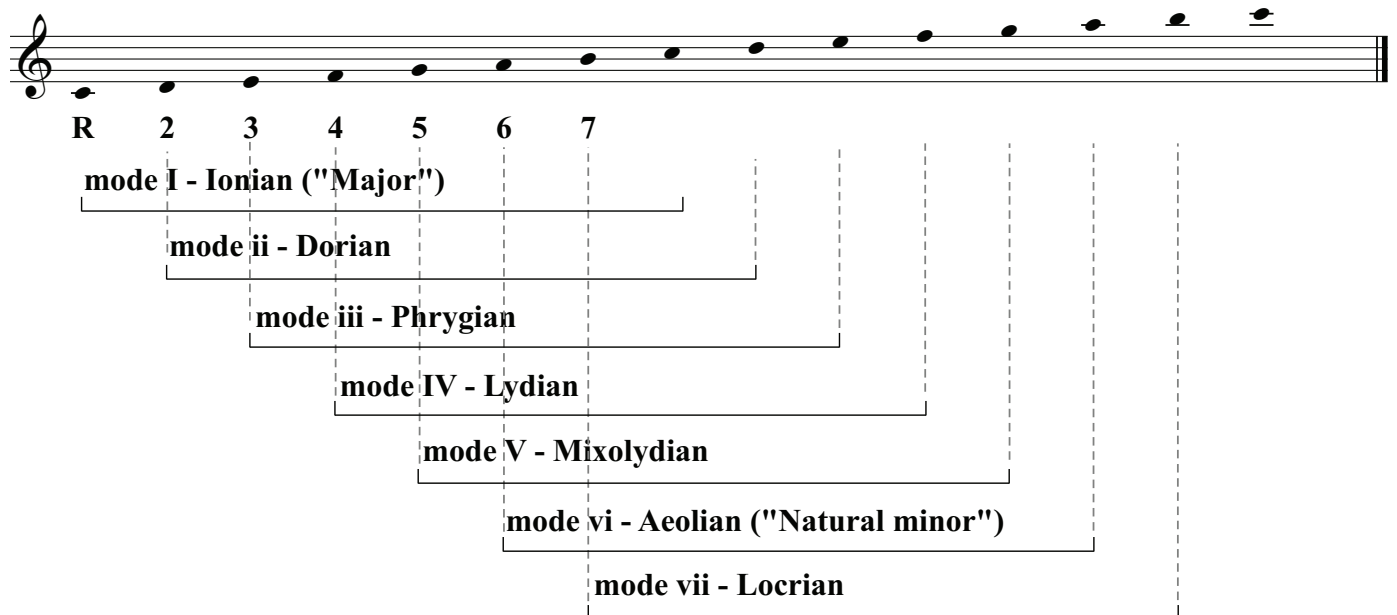 R 2 3 4 5 6 7
mode I - Ionian ("Major")
mode ii - Dorian
mode iii - Phrygian
mode IV - Lydian
mode V - Mixolydian
mode vi - Aeolian ("Natural minor")
mode vii - Locrian